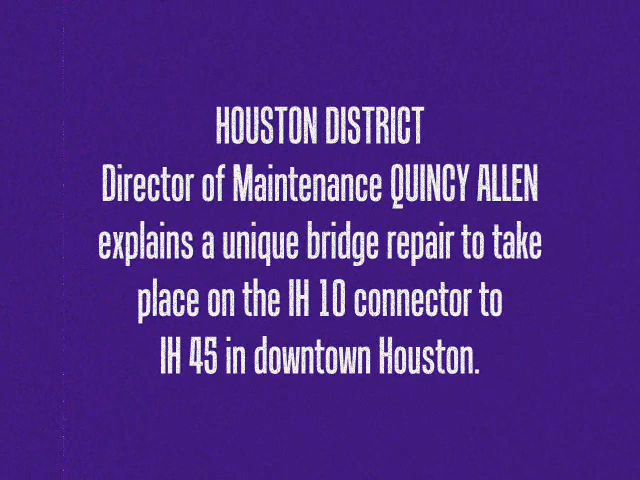 HOUSTON DISTRICT
Director of Maintenance QUINCY ALLEN
explains a unique bridge repair to take
place on the IH 10 connector to
IH 45 in downtown Houston.